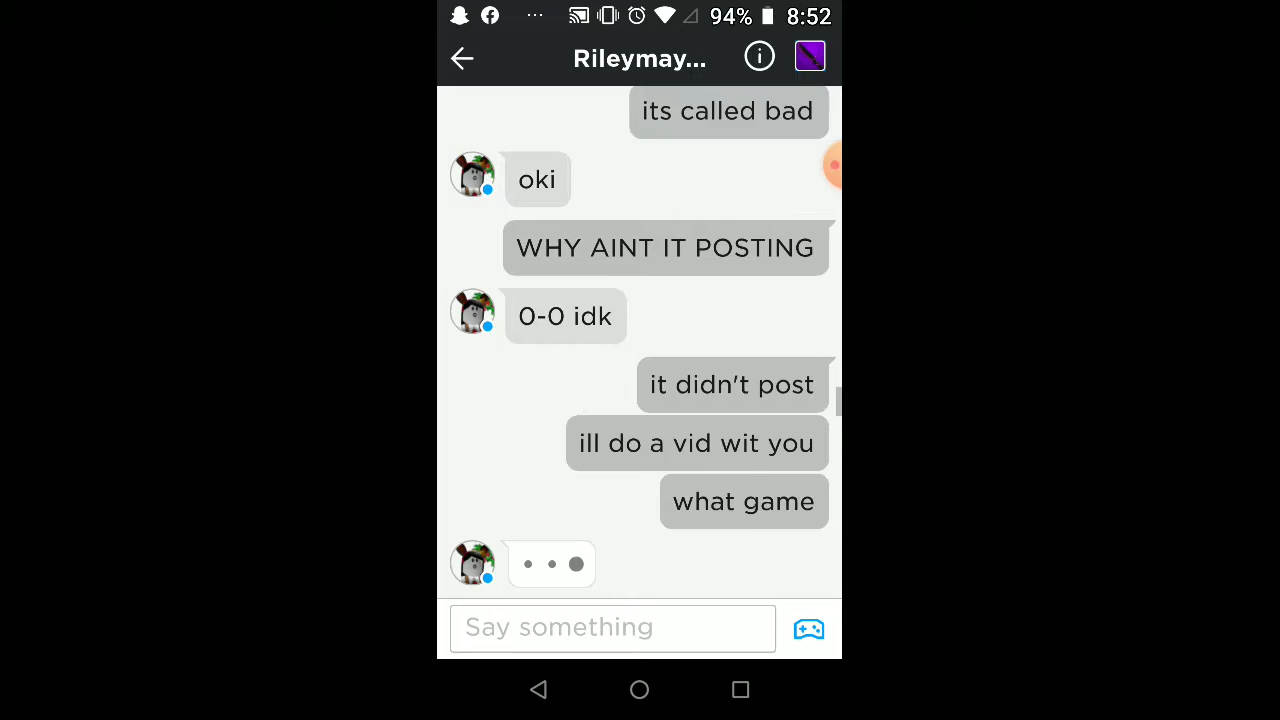 94% 8:52
Rileymay...
its called bad
oki
WHY AINT IT POSTING
0-0 idk
it didn't post
ill do a vid wit you
what game
Say something